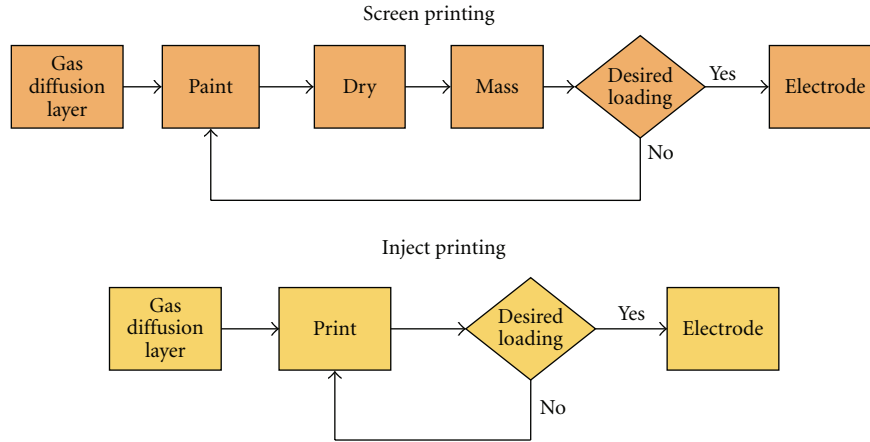 Screen printing
Gas
diffusion
layer
Paint
Dry
Mass
Desired
loading
Yes
Electrode
No
Inject printing
Gas
diffusion
layer
Print
Desired
loading
Yes
Electrode
No